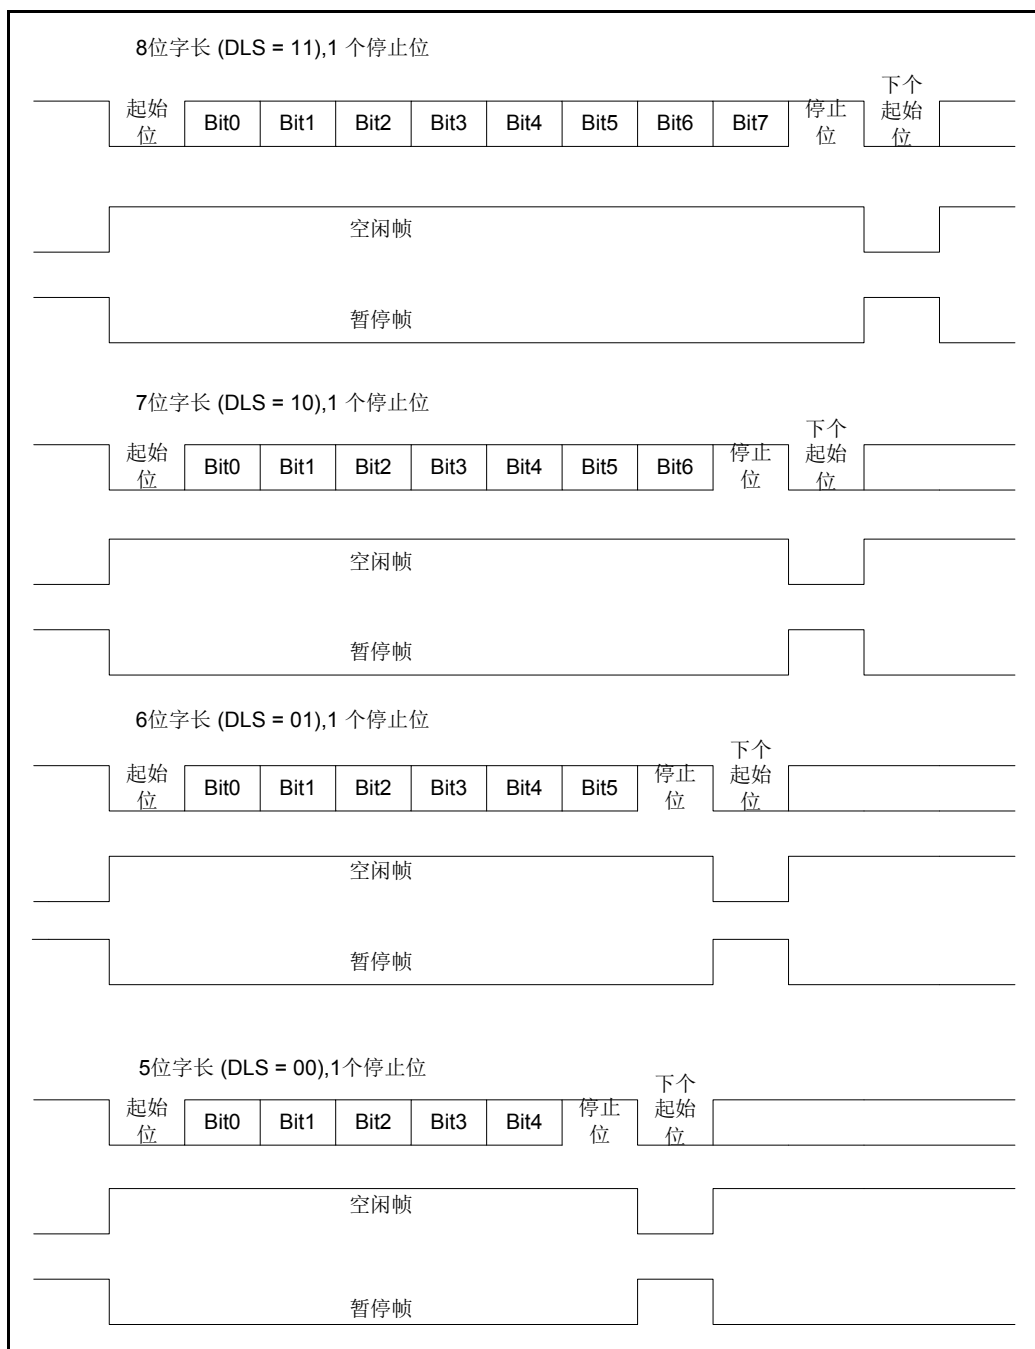 8位字长 (DLS = 11),1 个停止位
下个
起始
位
起始
位
Bit0 Bit1 Bit2 Bit3 Bit4 Bit5 Bit6 Bit7
停止
位
空闲帧
暂停帧
7位字长 (DLS = 10),1 个停止位
下个
起始
位
起始
位
Bit0 Bit1 Bit2 Bit3 Bit4 Bit5 Bit6
停止
位
空闲帧
暂停帧
6位字长 (DLS = 01),1 个停止位
下个
起始
位
起始
位
Bit0 Bit1 Bit2 Bit3 Bit4 Bit5
停止
位
空闲帧
暂停帧
5位字长 (DLS = 00),1个停止位
下个
起始
位
起始
位
Bit0 Bit1 Bit2 Bit3 Bit4
停止
位
空闲帧
暂停帧